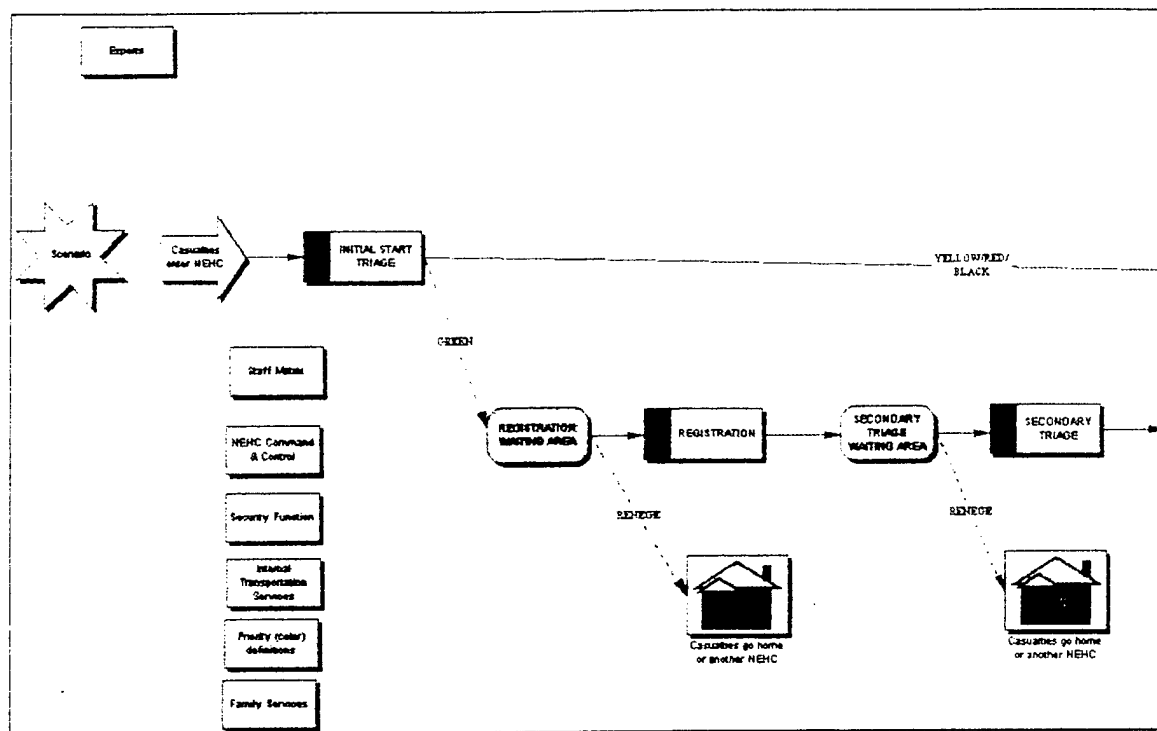 Experts
Scenario
Casualties
enter NEHC
INITIAL START
TRIAGE
YELLOW/RED/
BLACK
GREEN
Staff Matrix
NEHC Command
& Control
Security Function
Internal
Transportation
Services
Priority (color)
definitions
Family Services
REGISTRATION
WAITING AREA
REGISTRATION
SECONDARY
TRIAGE
WAITING AREA
SECONDARY
TRIAGE
RENEGE
RENEGE
Casualties go home
or another NEHC
Casualties go home
or another NEHC